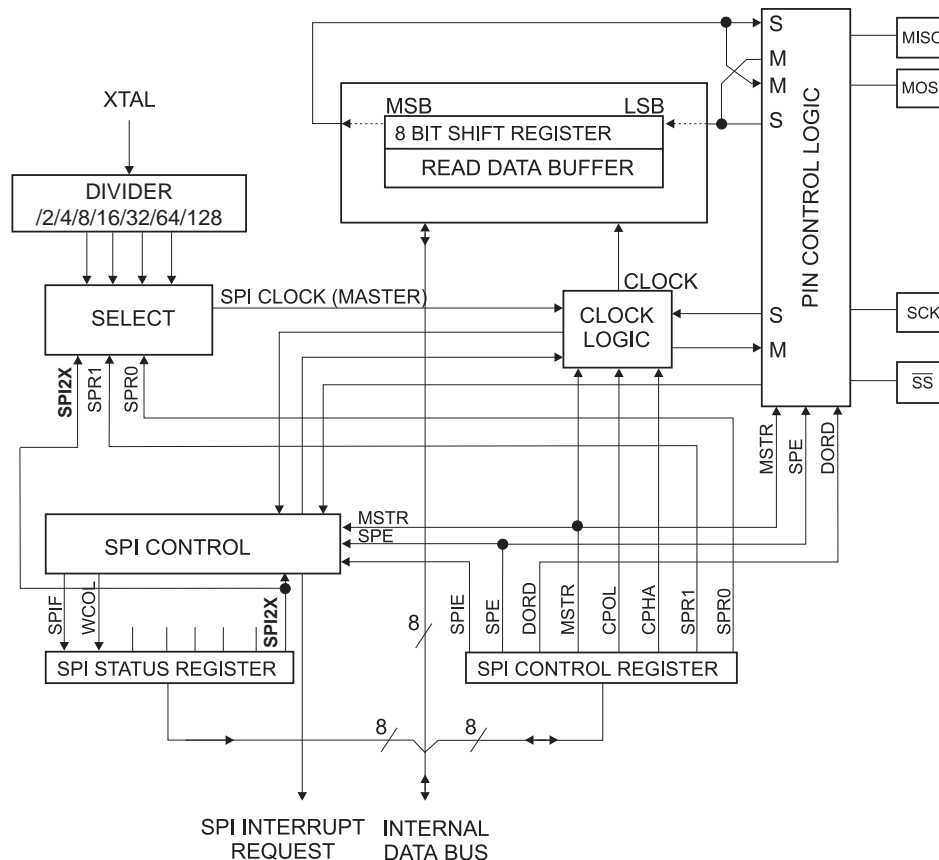 S
MISO
M
M
MOSI
XTAL
MSB
LSB
S
8 BIT SHIFT REGISTER
READ DATA BUFFER
DIVIDER
/2/4/8/16/32/64/128
PIN CONTROL LOGIC
SPI CLOCK (MASTER)
CLOCK
SELECT
CLOCK
LOGIC
S
SCK
M
SS
SPI2X
SPR1
SPR0
MSTR
SPE
DORD
MSTR
SPE
SPI CONTROL
SPIF
WCOL
SPI2X
8
SPIE
SPE
DORD
MSTR
CPOL
CPHA
SPR1
SPR0
SPI STATUS REGISTER
SPI CONTROL REGISTER
8
8
SPI INTERRUPT
REQUEST
INTERNAL
DATA BUS